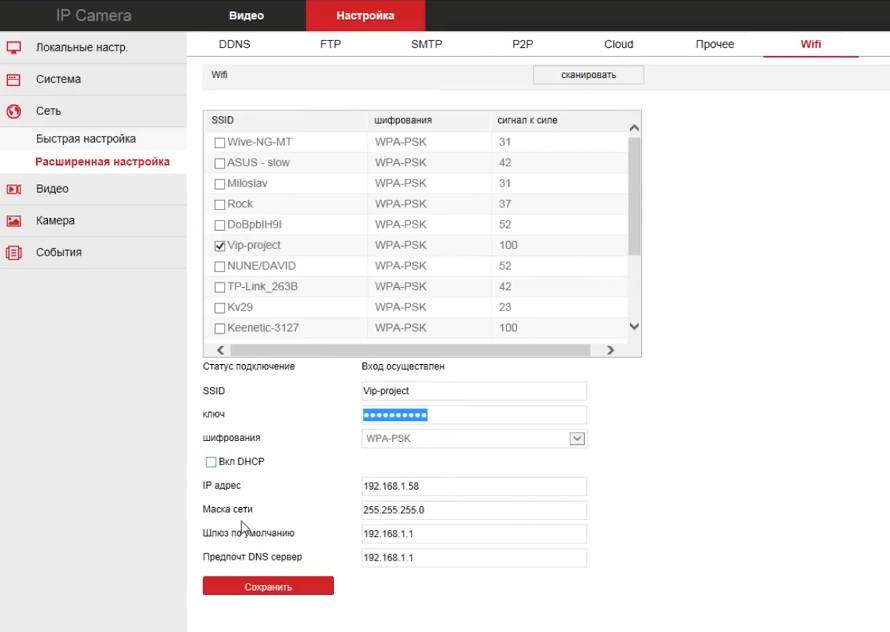 IP Camera Видео Настройка
Локальные настр.
Система
Сеть
Быстрая настройка
Расширенная настройка
Видео
Камера
События
DDNS FTP SMTP P2P Cloud Прочее Wifi
Wifi сканировать
SSID шифрования сигнал к силе
Wive-NG-MT WPA-PSK 31
ASUS - slow WPA-PSK 42
Miloslav WPA-PSK 31
Rock WPA-PSK 37
DoBpblH9I WPA-PSK 52
Vip-project WPA-PSK 100
NUNE/DAVID WPA-PSK 52
TP-Link_263B WPA-PSK 42
Kv29 WPA-PSK 23
Keenetic-3127 WPA-PSK 100
Статус подключение Вход осуществлен
SSID Vip-project
ключ ●●●●●●●●●●
шифрования WPA-PSK
Вкл DHCP
IP адрес 192.168.1.58
Маска сети 255.255.255.0
Шлюз по умолчанию 192.168.1.1
Предпочт DNS сервер 192.168.1.1
Сохранить